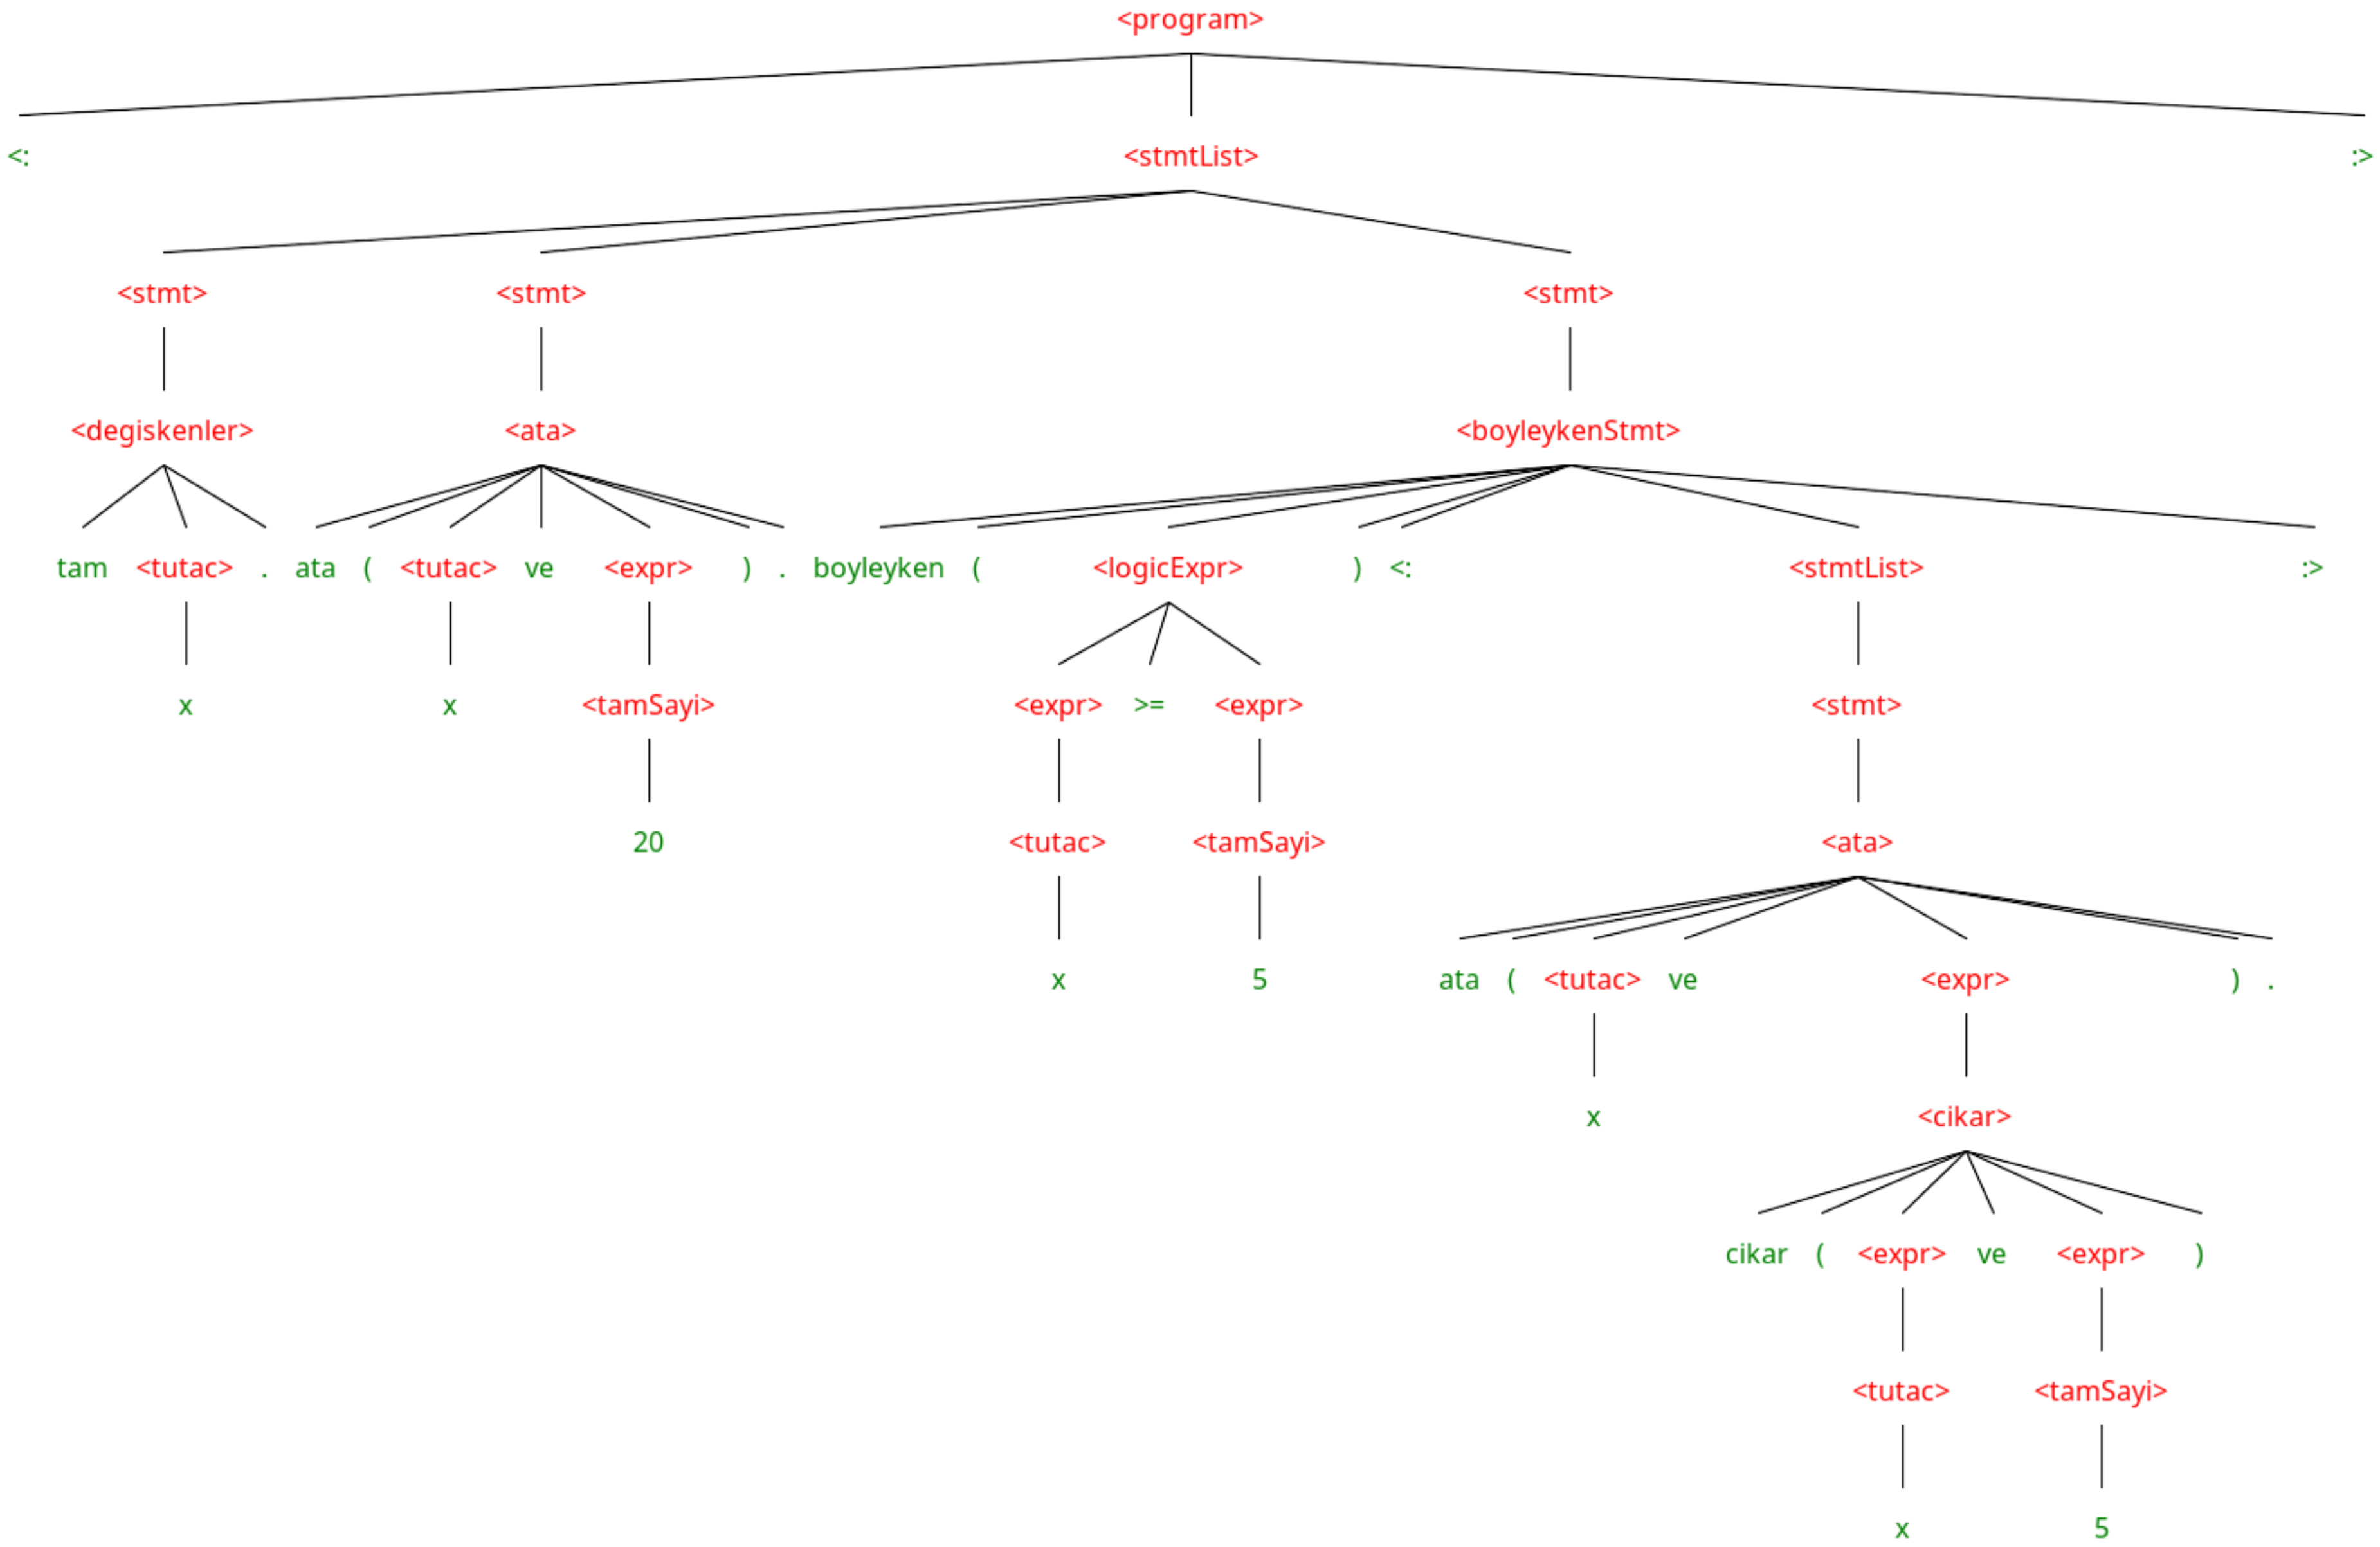 <program>
<: <stmtList> :>
<stmt> <stmt> <stmt>
<degiskenler> <ata> <boyleykenStmt>
tam <tutac> . ata ( <tutac> ve <expr> ) . boyleyken ( <logicExpr> ) <: <stmtList> :>
x x <tamSayi> <expr> >= <expr> <stmt>
20 <tutac> <tamSayi> <ata>
x 5 ata ( <tutac> ve <expr> ) .
x <cikar>
cikar ( <expr> ve <expr> )
<tutac> <tamSayi>
x 5